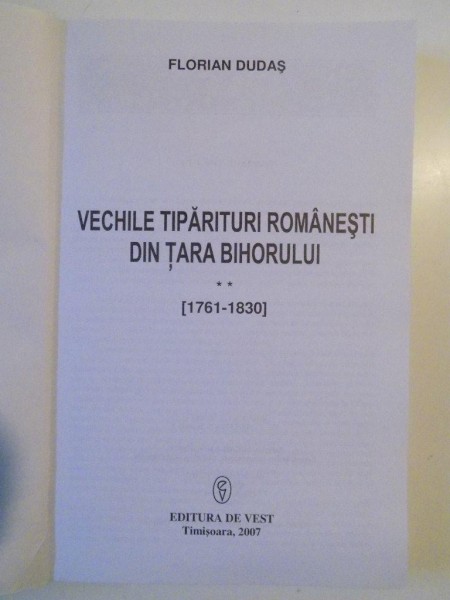 FLORIAN DUDAŞ
VECHILE TIPĂRITURI ROMÂNEŞTI
DIN ŢARA BIHORULUI
* *
[1761-1830]
EDITURA DE VEST
Timişoara, 2007